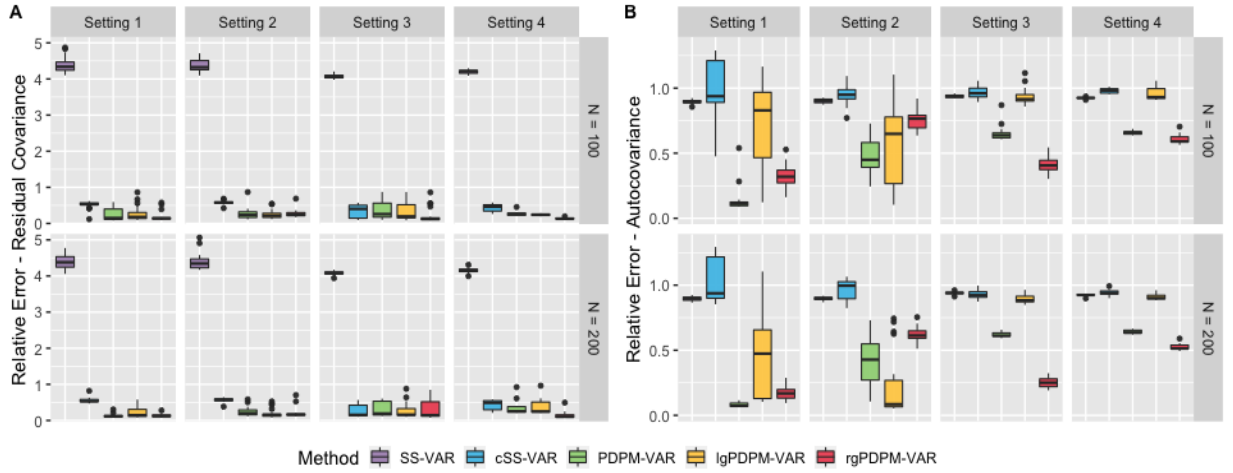 A
Setting 1 Setting 2 Setting 3 Setting 4
Relative Error - Residual Covariance
5
4
3
2
1
0
N = 100
5
4
3
2
1
0
N = 200
B
Setting 1 Setting 2 Setting 3 Setting 4
Relative Error - Autocovariance
1.0
0.5
0.0
N = 100
1.0
0.5
0.0
N = 200
Method SS-VAR cSS-VAR PDPM-VAR lgPDPM-VAR rgPDPM-VAR